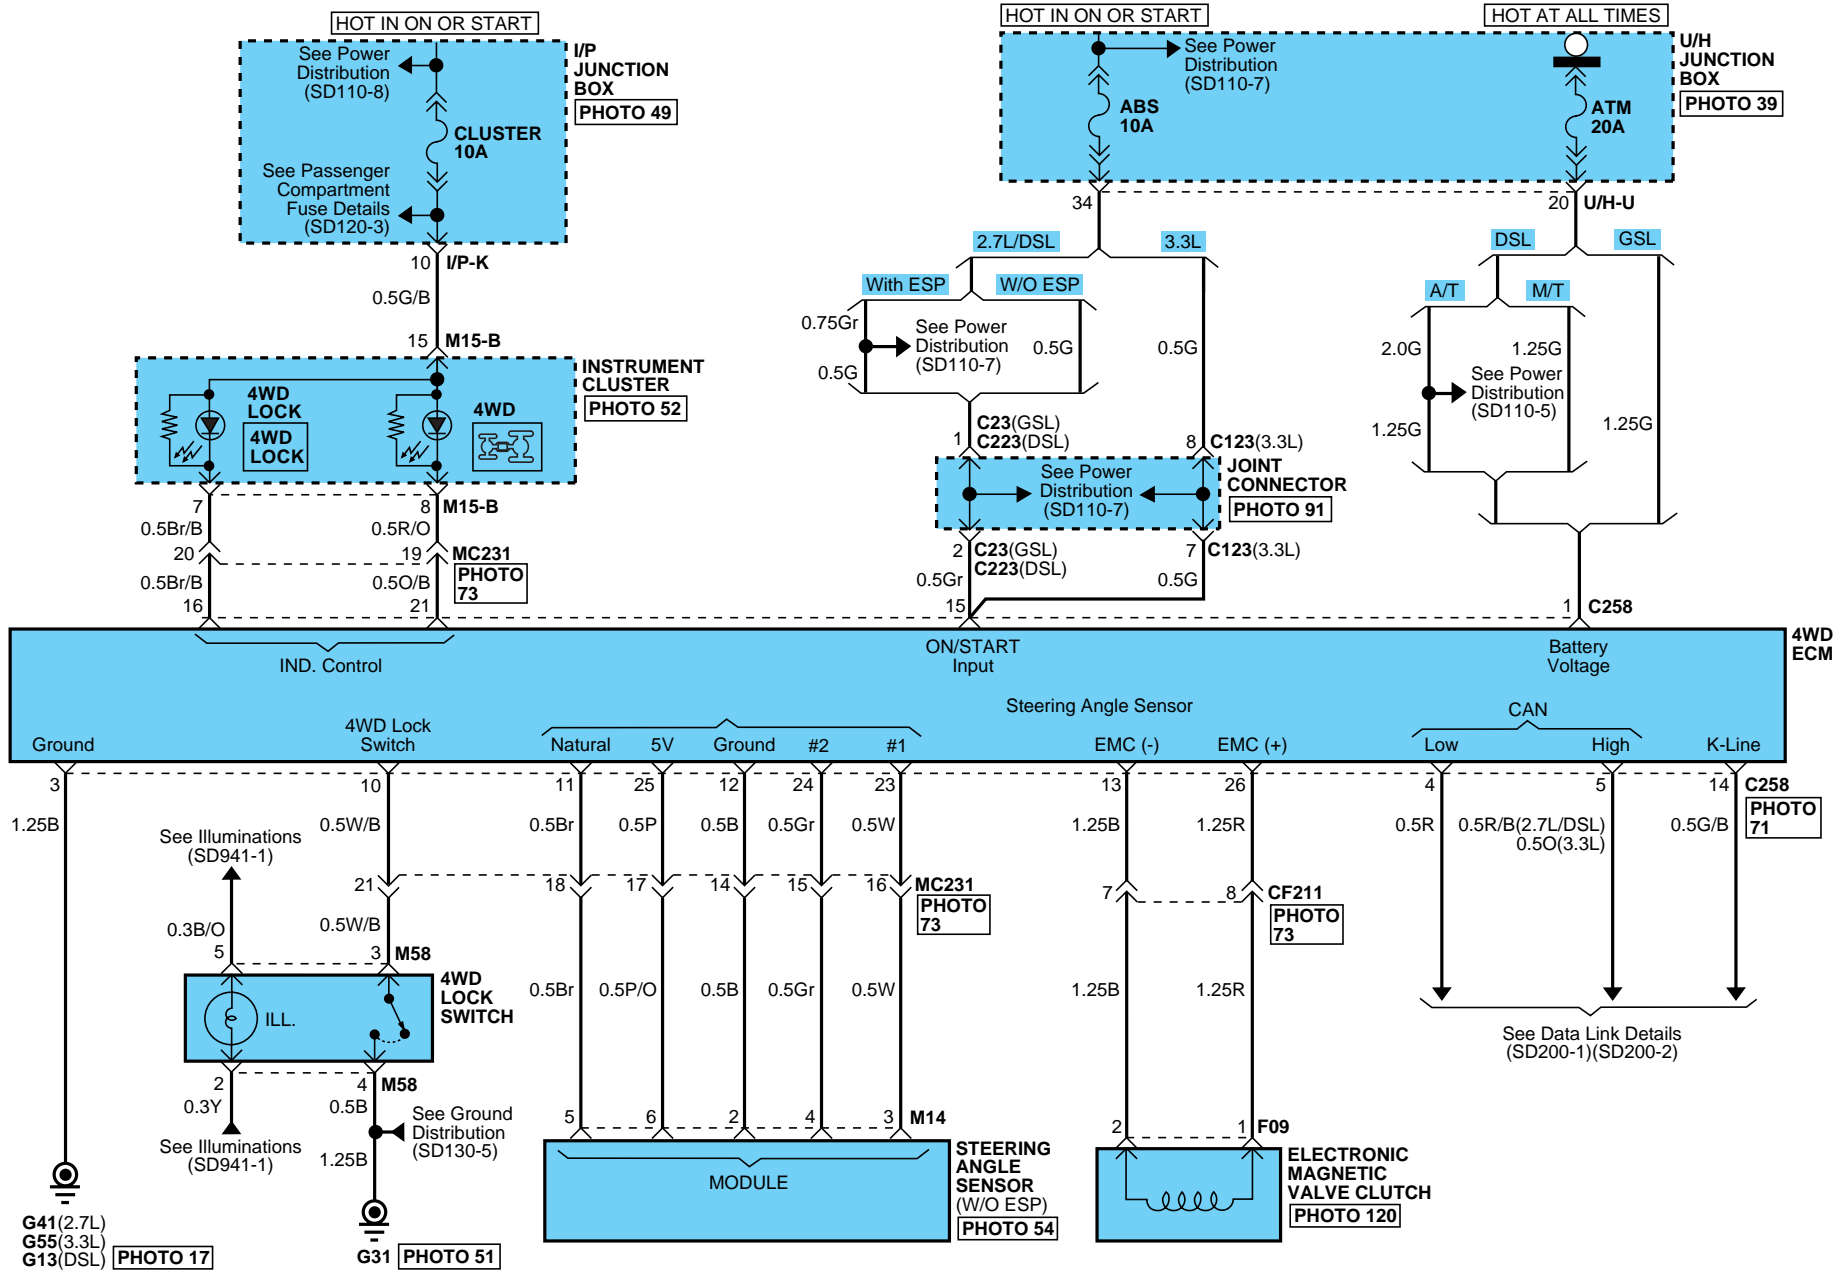 HOT IN ON OR START
HOT IN ON OR START
HOT AT ALL TIMES
See Power
Distribution
(SD110-8)
I/P
JUNCTION
BOX
PHOTO 49
CLUSTER
10A
See Passenger
Compartment
Fuse Details
(SD120-3)
See Power
Distribution
(SD110-7)
ABS
10A
ATM
20A
U/H
JUNCTION
BOX
PHOTO 39
10 I/P-K
0.5G/B
15 M15-B
34
20 U/H-U
2.7L/DSL
3.3L
DSL
GSL
With ESP
W/O ESP
A/T
M/T
0.75Gr
See Power
Distribution
(SD110-7)
0.5G
0.5G
0.5G
2.0G
1.25G
See Power
Distribution
(SD110-5)
1.25G
1.25G
INSTRUMENT
CLUSTER
PHOTO 52
4WD
LOCK
4WD
LOCK
4WD
1 C23(GSL)
C223(DSL)
8 C123(3.3L)
See Power
Distribution
(SD110-7)
JOINT
CONNECTOR
PHOTO 91
7
8 M15-B
0.5Br/B
0.5R/O
20
19 MC231
PHOTO
73
0.5Br/B
0.5O/B
16
21
2 C23(GSL)
C223(DSL)
7 C123(3.3L)
0.5Gr
0.5G
15
1 C258
4WD
ECM
IND. Control
ON/START
Input
Battery
Voltage
Steering Angle Sensor
CAN
Ground
4WD Lock
Switch
Natural
5V
Ground
#2
#1
EMC (-)
EMC (+)
Low
High
K-Line
3
10
11
25
12
24
23
13
26
4
5
14 C258
PHOTO
71
1.25B
0.5W/B
0.5Br
0.5P
0.5B
0.5Gr
0.5W
1.25B
1.25R
0.5R
0.5R/B(2.7L/DSL)
0.5O(3.3L)
0.5G/B
See Illuminations
(SD941-1)
21
18
17
14
15
16 MC231
PHOTO
73
7
8 CF211
PHOTO
73
0.3B/O
0.5W/B
5
3 M58
0.5Br
0.5P/O
0.5B
0.5Gr
0.5W
1.25B
1.25R
4WD
LOCK
SWITCH
ILL.
See Data Link Details
(SD200-1)(SD200-2)
2
4 M58
0.3Y
0.5B
See Ground
Distribution
(SD130-5)
See Illuminations
(SD941-1)
1.25B
5
6
2
4
3 M14
2
1 F09
MODULE
STEERING
ANGLE
SENSOR
(W/O ESP)
PHOTO 54
ELECTRONIC
MAGNETIC
VALVE CLUTCH
PHOTO 120
G41(2.7L)
G55(3.3L)
G13(DSL) PHOTO 17
G31 PHOTO 51